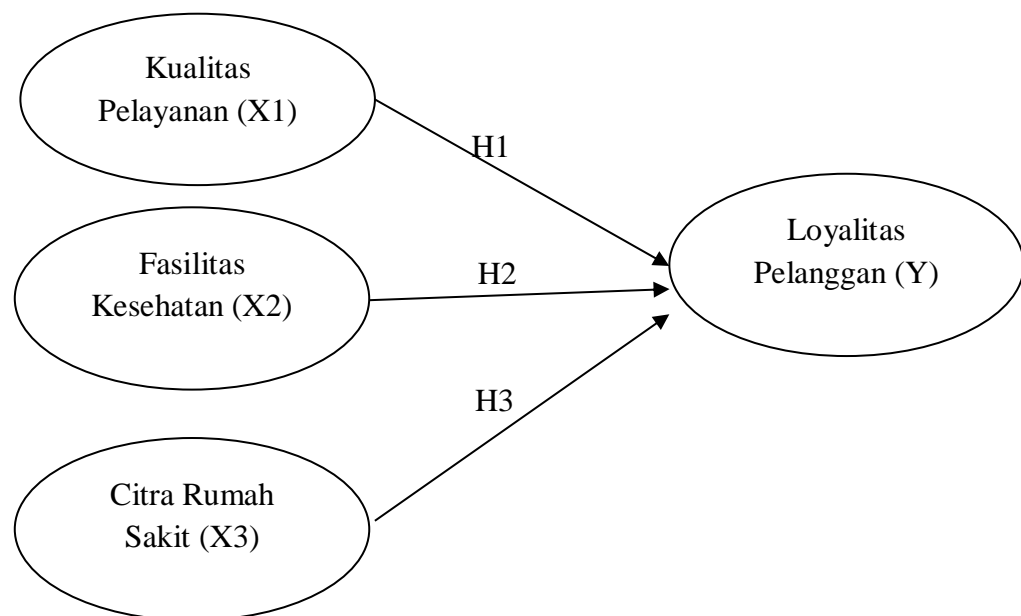 Kualitas
Pelayanan (X1)
H1
Loyalitas
Pelanggan (Y)
Fasilitas
Kesehatan (X2)
H2
H3
Citra Rumah
Sakit (X3)